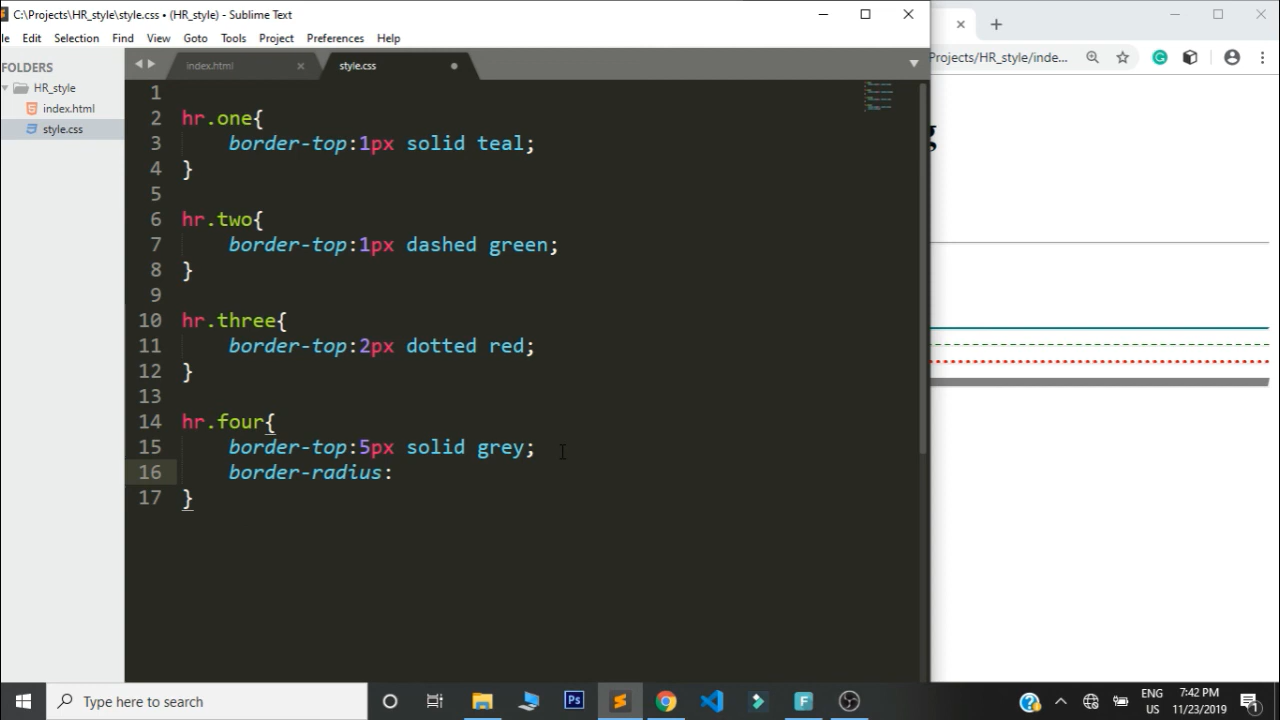 C:\Projects\HR_style\style.css • (HR_style) - Sublime Text
le Edit Selection Find View Goto Tools Project Preferences Help
Projects/HR_style/inde...
FOLDERS
HR_style
index.html
style.css
index.html
style.css
1
2 hr.one{
3 border-top:1px solid teal;
4 }
5
6 hr.two{
7 border-top:1px dashed green;
8 }
9
10 hr.three{
11 border-top:2px dotted red;
12 }
13
14 hr.four{
15 border-top:5px solid grey;
16 border-radius:
17 }
g
Type here to search
Ps
F
ENG
US
7:42 PM
11/23/2019
1